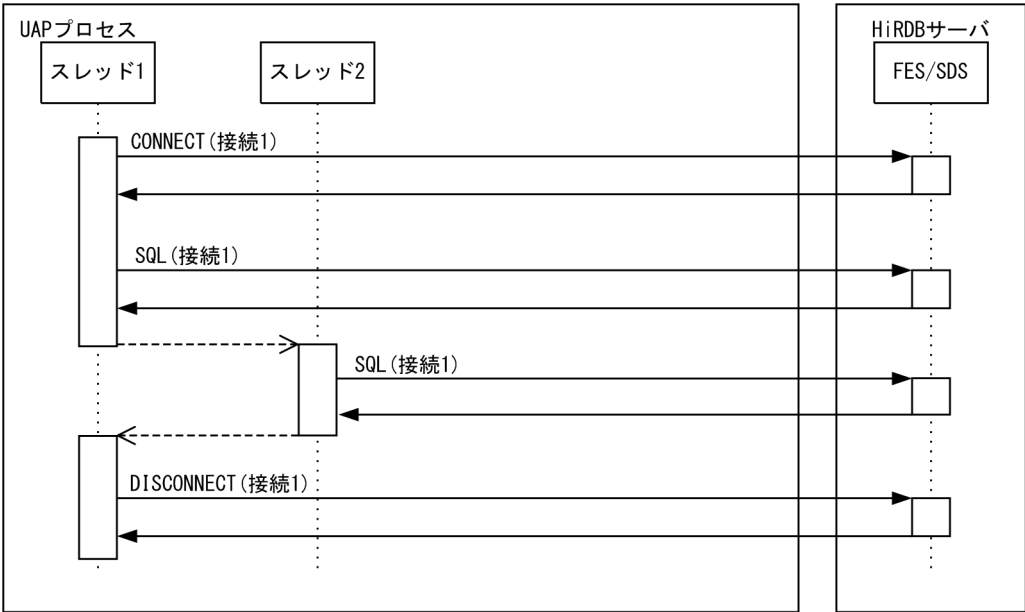 UAPプロセス
HiRDBサーバ
スレッド1
スレッド2
FES/SDS
CONNECT(接続1)
SQL(接続1)
SQL(接続1)
DISCONNECT(接続1)